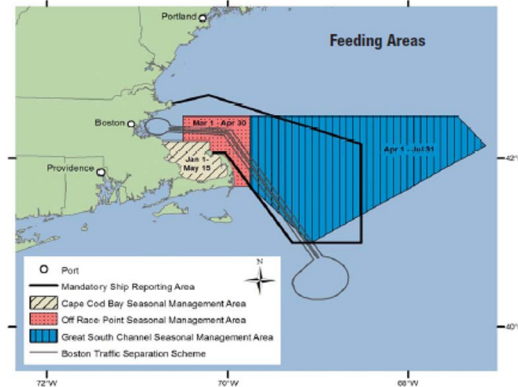 Portland
Feeding Areas
Boston
Mar 1 - Apr 30
Apr 1 - Jul 31
Jan 1-
May 15
Providence
42°
N
Port
Mandatory Ship Reporting Area
Cape Cod Bay Seasonal Management Area
Off Race Point Seasonal Management Area
Great South Channel Seasonal Management Area
Boston Traffic Separation Scheme
40°
72°W
70°W
68°W